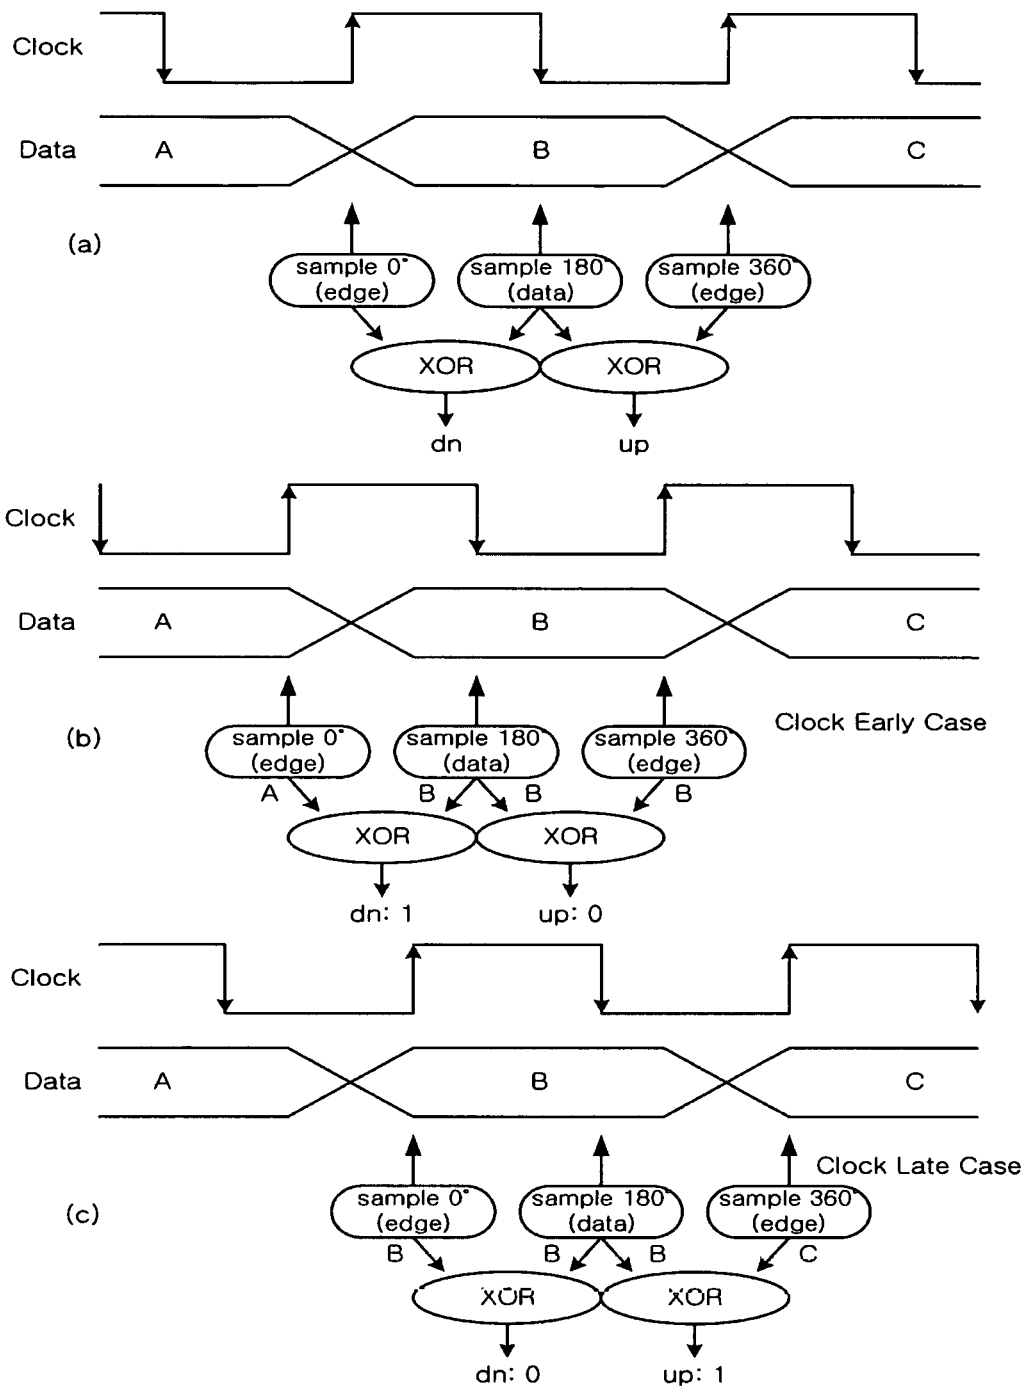 Clock
Data
A
B
C
(a)
sample 0°
(edge)
sample 180°
(data)
sample 360°
(edge)
XOR
XOR
dn
up
Clock
Data
A
B
C
Clock Early Case
(b)
sample 0°
(edge)
sample 180°
(data)
sample 360°
(edge)
A
B
B
B
XOR
XOR
dn: 1
up: 0
Clock
Data
A
B
C
Clock Late Case
(c)
sample 0°
(edge)
sample 180°
(data)
sample 360°
(edge)
B
B
B
C
XOR
XOR
dn: 0
up: 1